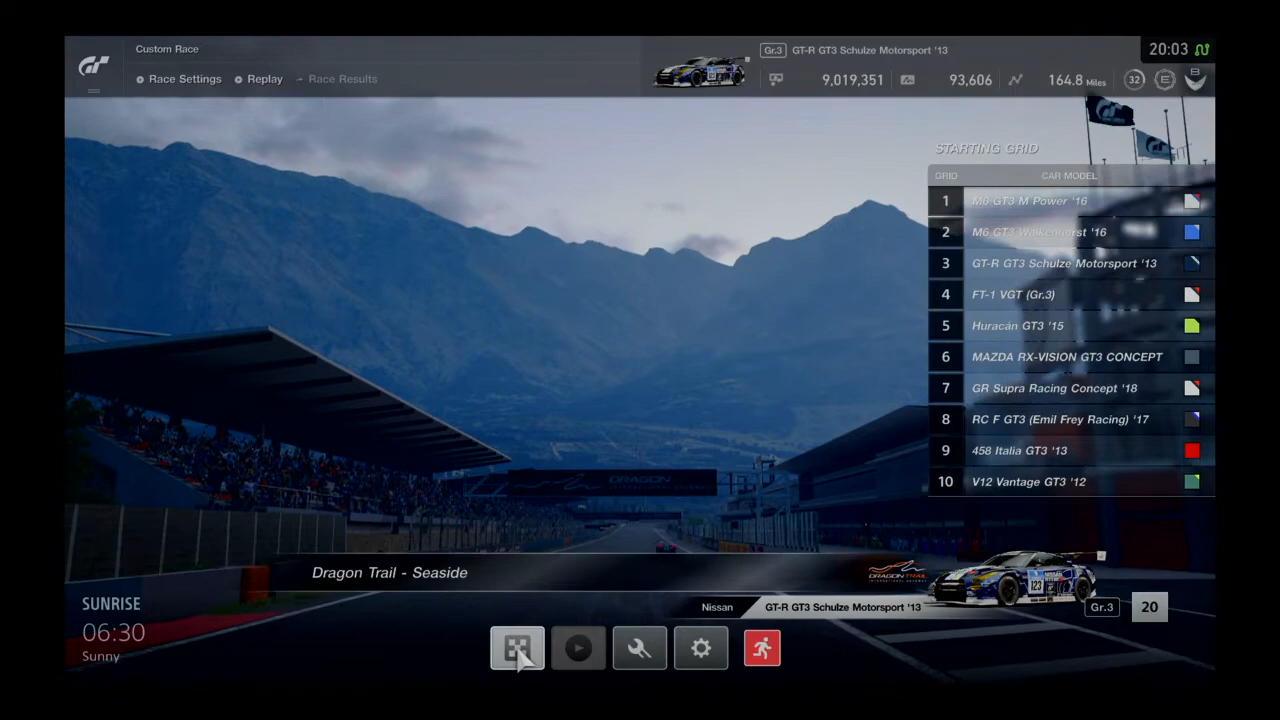 Custom Race
Race Settings Replay Race Results
Gr.3 GT-R GT3 Schulze Motorsport '13
9,019,351 93,606 164.8 Miles 32 E B
20:03
STARTING GRID
GRID CAR MODEL
1 M6 GT3 M Power '16
2 M6 GT3 Walkenhorst '16
3 GT-R GT3 Schulze Motorsport '13
4 FT-1 VGT (Gr.3)
5 Huracán GT3 '15
6 MAZDA RX-VISION GT3 CONCEPT
7 GR Supra Racing Concept '18
8 RC F GT3 (Emil Frey Racing) '17
9 458 Italia GT3 '13
10 V12 Vantage GT3 '12
DRAGON
Dragon Trail - Seaside
DRAGON TRAIL
Nissan GT-R GT3 Schulze Motorsport '13
123
Gr.3 20
SUNRISE
06:30
Sunny